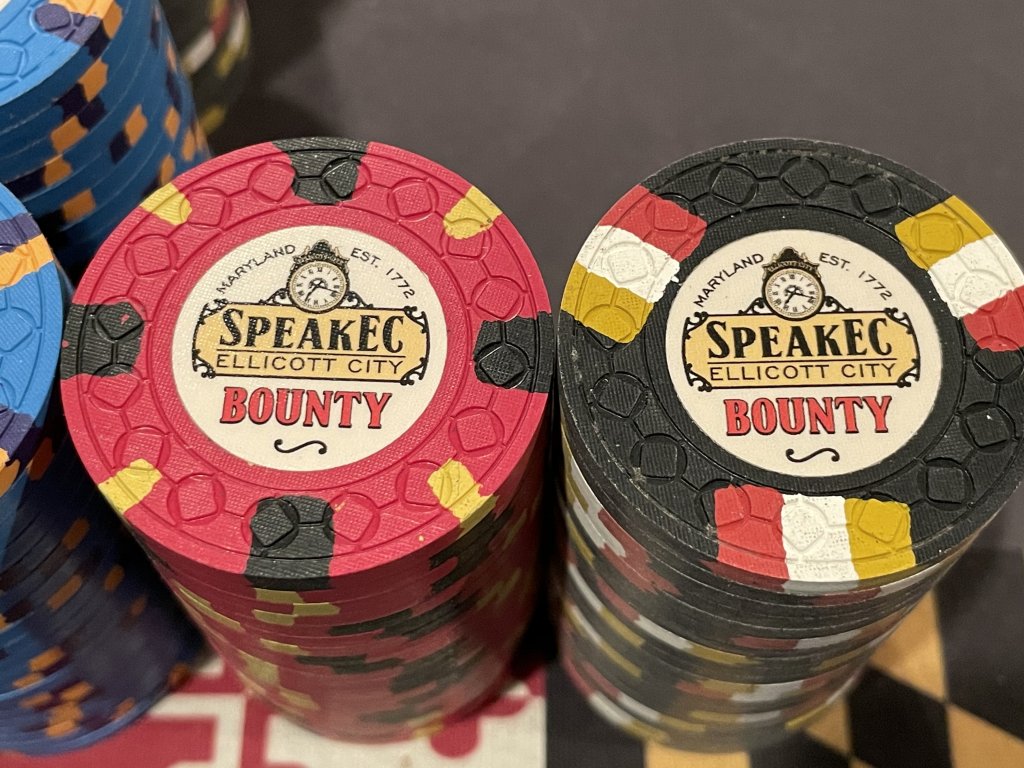 MARYLAND EST. 1772
SPEAKEC
ELLICOTT CITY
BOUNTY
MARYLAND EST. 1772
SPEAKEC
ELLICOTT CITY
BOUNTY